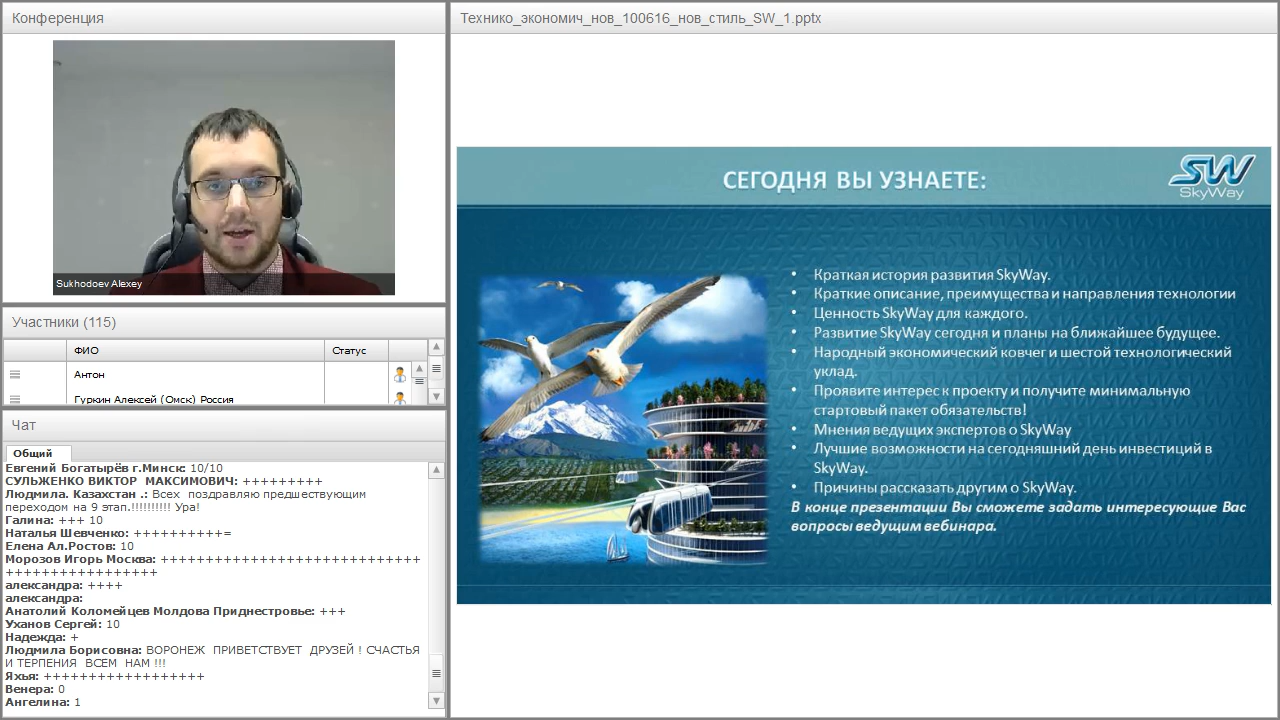 Конференция
Sukhodoev Alexey
Участники (115)
ФИО
Статус
Антон
Гуркин Алексей (Омск) Россия
Чат
Общий
Евгений Богатырёв г.Минск: 10/10
СУЛЬЖЕНКО ВИКТОР МАКСИМОВИЧ: +++++++++
Людмила. Казахстан .: Всех поздравляю предшествующим
переходом на 9 этап.!!!!!!!!!! Ура!
Галина: +++ 10
Наталья Шевченко: ++++++++++=
Елена Ал.Ростов: 10
Морозов Игорь Москва: +++++++++++++++++++++++++++++
+++++++++++++++++
александра: ++++
александра:
Анатолий Коломейцев Молдова Приднестровье: +++
Уханов Сергей: 10
Надежда: +
Людмила Борисовна: ВОРОНЕЖ ПРИВЕТСТВУЕТ ДРУЗЕЙ ! СЧАСТЬЯ
И ТЕРПЕНИЯ ВСЕМ НАМ !!!
Яхья: ++++++++++++++++++
Венера: 0
Ангелина: 1
Технико_экономич_нов_100616_нов_стиль_SW_1.pptx
СЕГОДНЯ ВЫ УЗНАЕТЕ:
SW
SkyWay
• Краткая история развития SkyWay.
• Краткие описание, преимущества и направления технологии
• Ценность SkyWay для каждого.
• Развитие SkyWay сегодня и планы на ближайшее будущее.
• Народный экономический ковчег и шестой технологический
уклад.
• Проявите интерес к проекту и получите минимальную
стартовый пакет обязательств!
• Мнения ведущих экспертов о SkyWay
• Лучшие возможности на сегодняшний день инвестиций в
SkyWay.
• Причины рассказать другим о SkyWay.
В конце презентации Вы сможете задать интересующие Вас
вопросы ведущим вебинара.